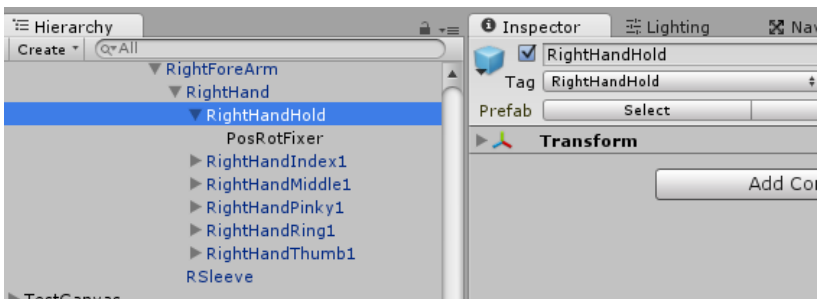 Hierarchy
Create
All
RightForeArm
RightHand
RightHandHold
PosRotFixer
RightHandIndex1
RightHandMiddle1
RightHandPinky1
RightHandRing1
RightHandThumb1
RSleeve
Inspector
Lighting
Nav
RightHandHold
Tag RightHandHold
Prefab Select
Transform
Add Co